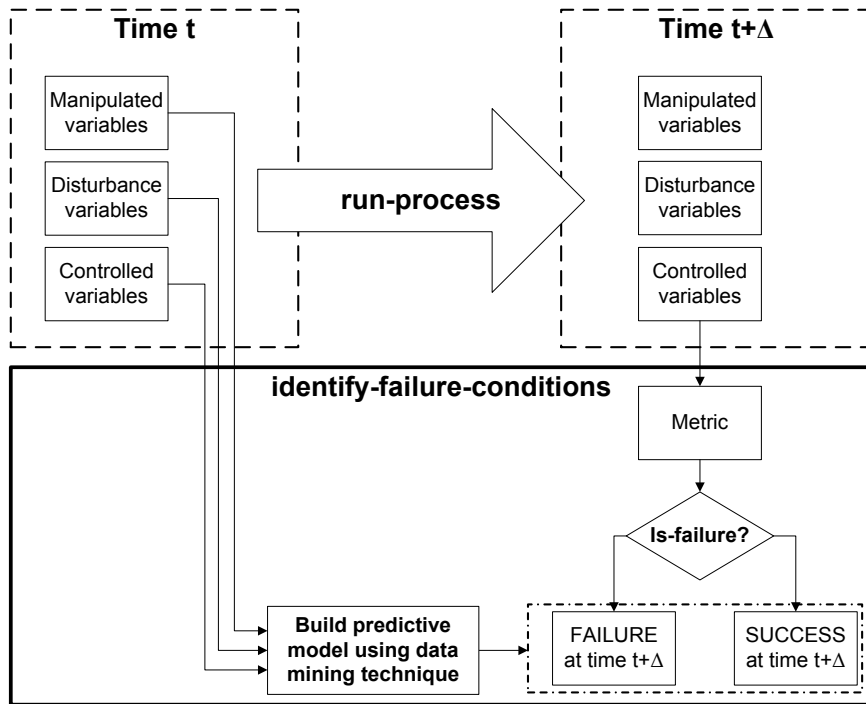 Time t
Time t+Δ
Manipulated
variables
Disturbance
variables
Controlled
variables
run-process
Manipulated
variables
Disturbance
variables
Controlled
variables
identify-failure-conditions
Metric
Is-failure?
Build predictive
model using data
mining technique
FAILURE
at time t+Δ
SUCCESS
at time t+Δ